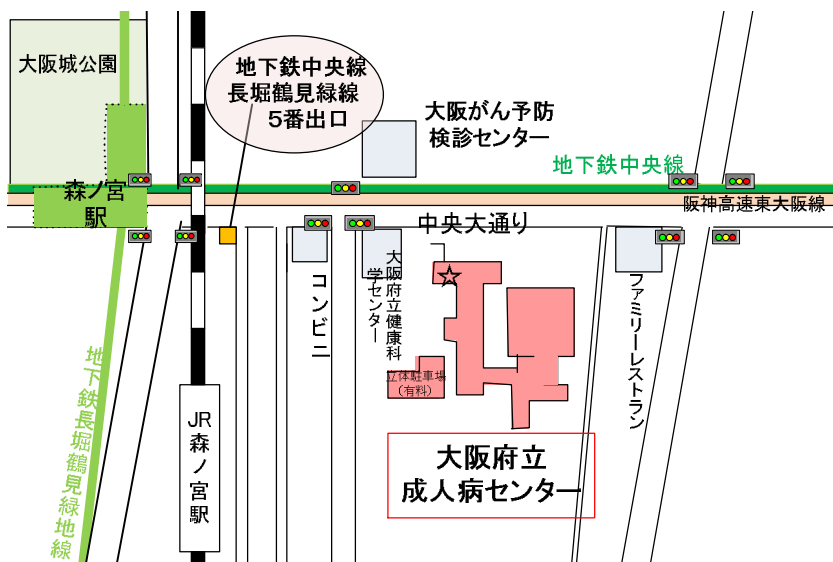 大阪城公園
地下鉄中央線
長堀鶴見緑線
5番出口
大阪がん予防
検診センター
地下鉄中央線
森ノ宮
駅
阪神高速東大阪線
中央大通り
コンビニ
大阪府立健康科
学センター
ファミリーレストラン
立体駐車場
（有料）
地下鉄長堀鶴見緑地線
JR
森ノ宮駅
大阪府立
成人病センター